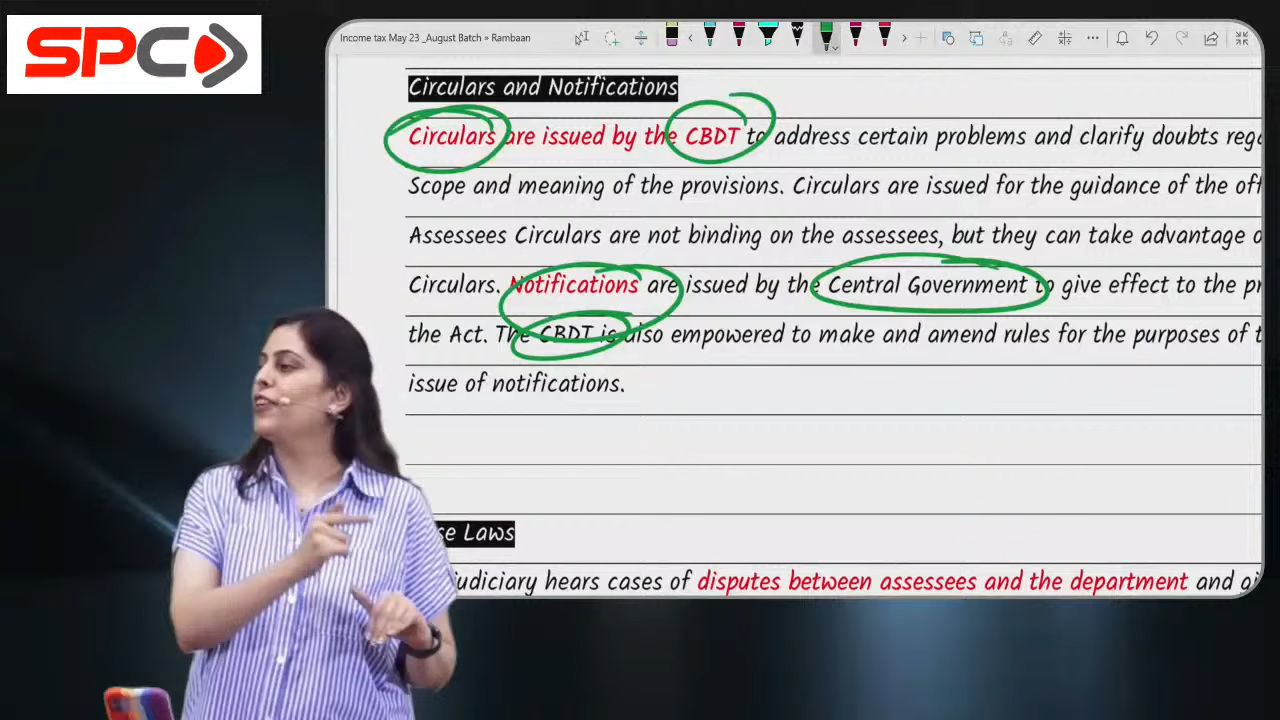 SPC
Income tax May 23 _August Batch » Rambaan
Circulars and Notifications
Circulars are issued by the CBDT to address certain problems and clarify doubts
Scope and meaning of the provisions. Circulars are issued for the guidance of the
Assessees Circulars are not binding on the assessees, but they can take advantage
Circulars. Notifications are issued by the Central Government to give effect to the
the Act. The CBDT is also empowered to make and amend rules for the purposes of
issue of notifications.
Laws
judiciary hears cases of disputes between assessees and the department and